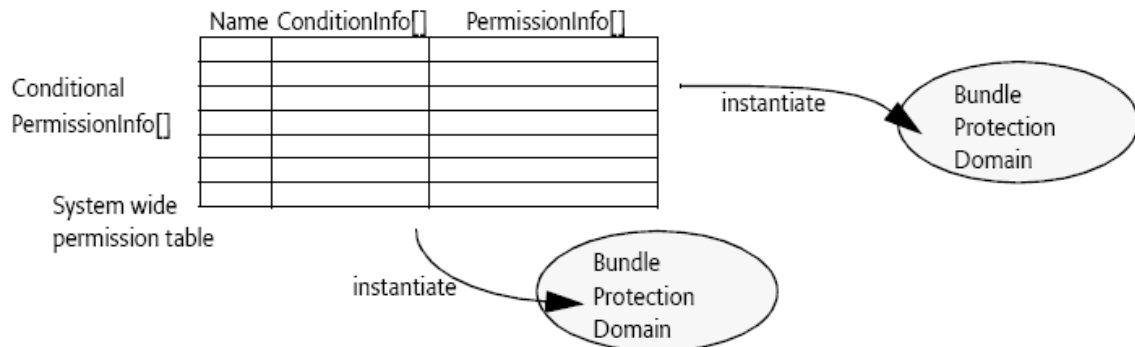 Name ConditionInfo[] PermissionInfo[]
Conditional
PermissionInfo[]
instantiate
Bundle
Protection
Domain
System wide
permission table
instantiate
Bundle
Protection
Domain